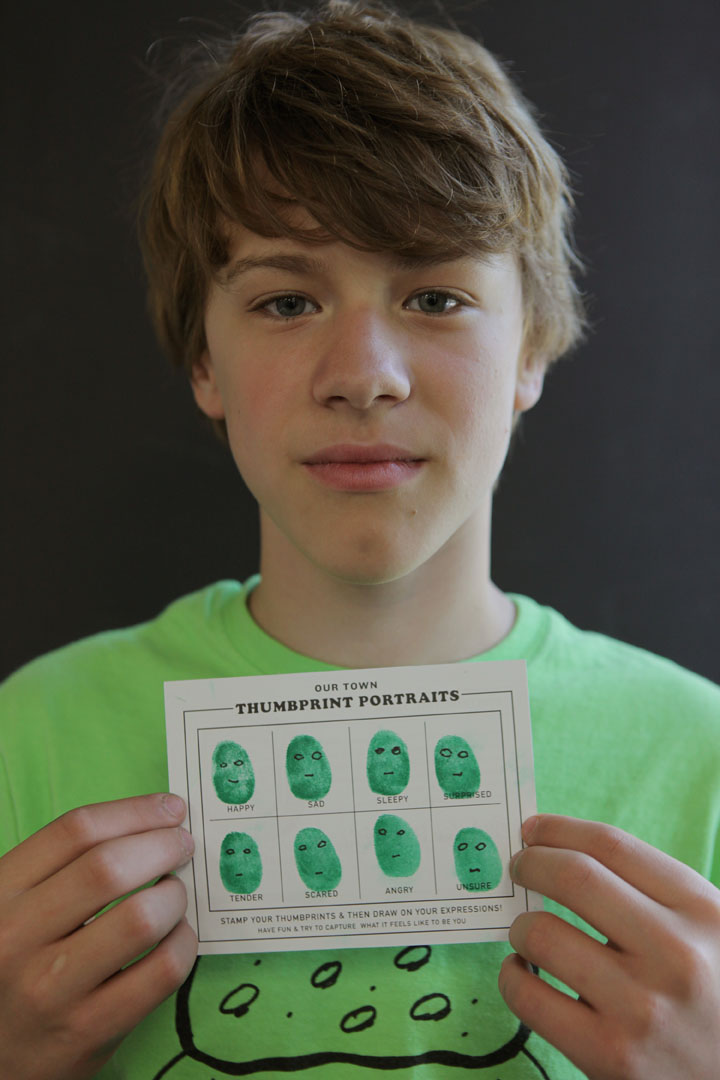 OUR TOWN
THUMBPRINT PORTRAITS
HAPPY SAD SLEEPY SURPRISED
TENDER SCARED ANGRY UNSURE
STAMP YOUR THUMBPRINTS & THEN DRAW ON YOUR EXPRESSIONS!
HAVE FUN & TRY TO CAPTURE WHAT IT FEELS LIKE TO BE YOU